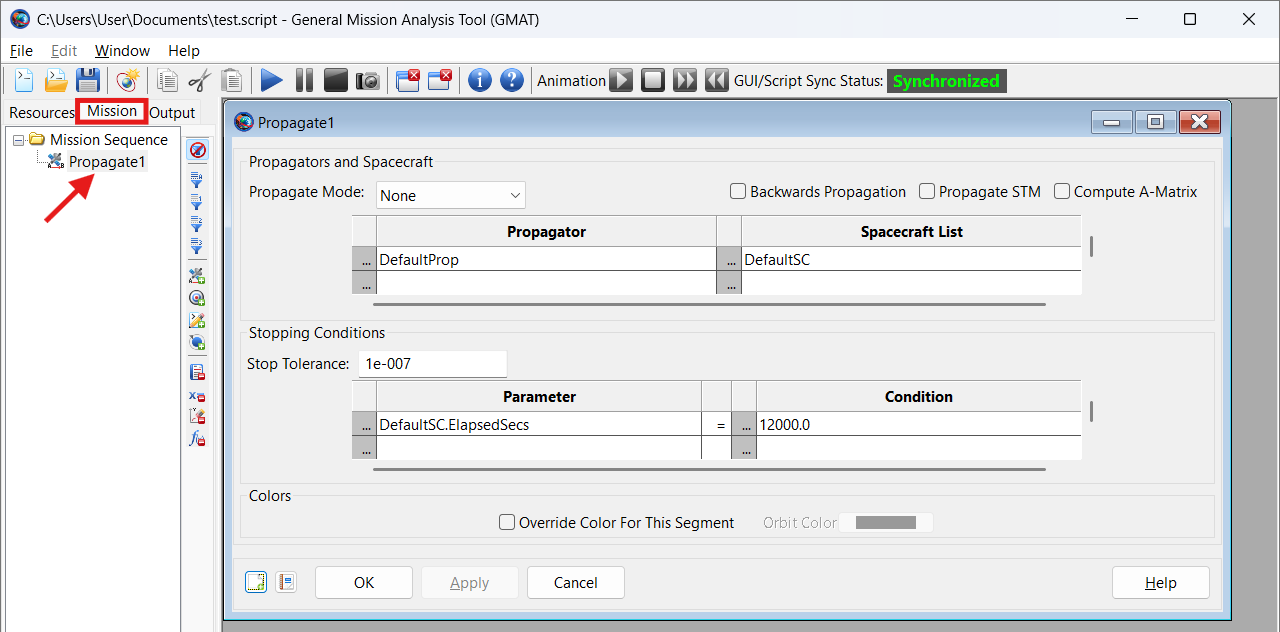 C:\Users\User\Documents\test.script - General Mission Analysis Tool (GMAT)
File Edit Window Help
Animation GUI/Script Sync Status: Synchronized
Resources Mission Output
Mission Sequence
Propagate1
Propagate1
Propagators and Spacecraft
Propagate Mode: None Backwards Propagation Propagate STM Compute A-Matrix
Propagator Spacecraft List
... DefaultProp ... DefaultSC
... ...
Stopping Conditions
Stop Tolerance: 1e-007
Parameter Condition
... DefaultSC.ElapsedSecs = ... 12000.0
... ...
Colors
Override Color For This Segment Orbit Color
OK Apply Cancel Help